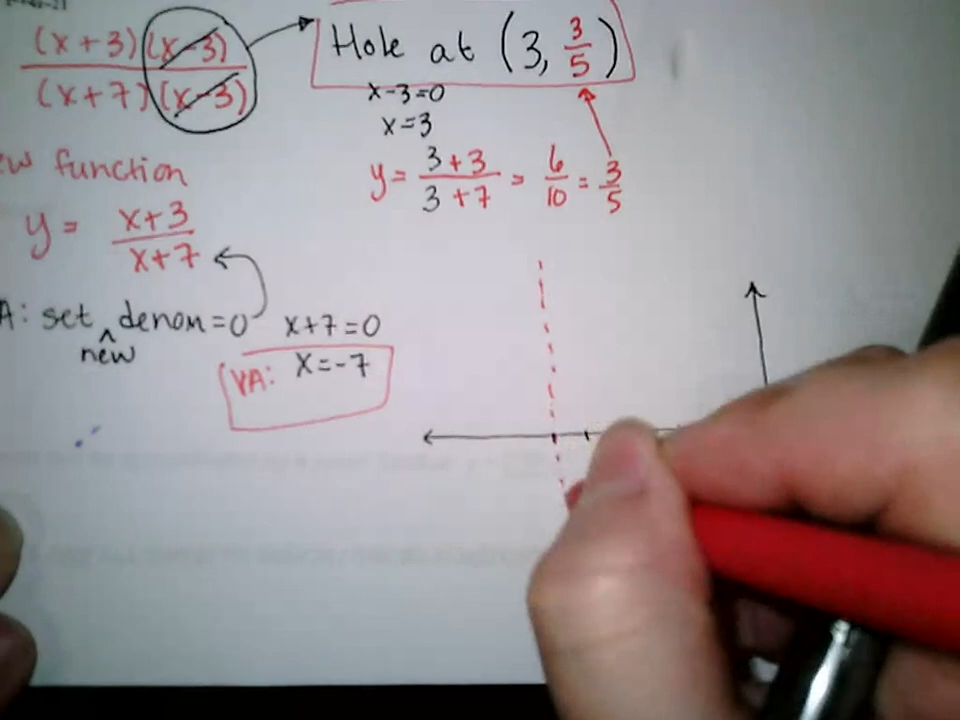 (x+3)(x-3)
(x+7)(x-3)
Hole at (3, 3/5)
x-3=0
x=3
y= 3+3/3+7 = 6/10 = 3/5
function
y = x+3/x+7
A: set denom=0
new
x+7=0
VA: x=-7